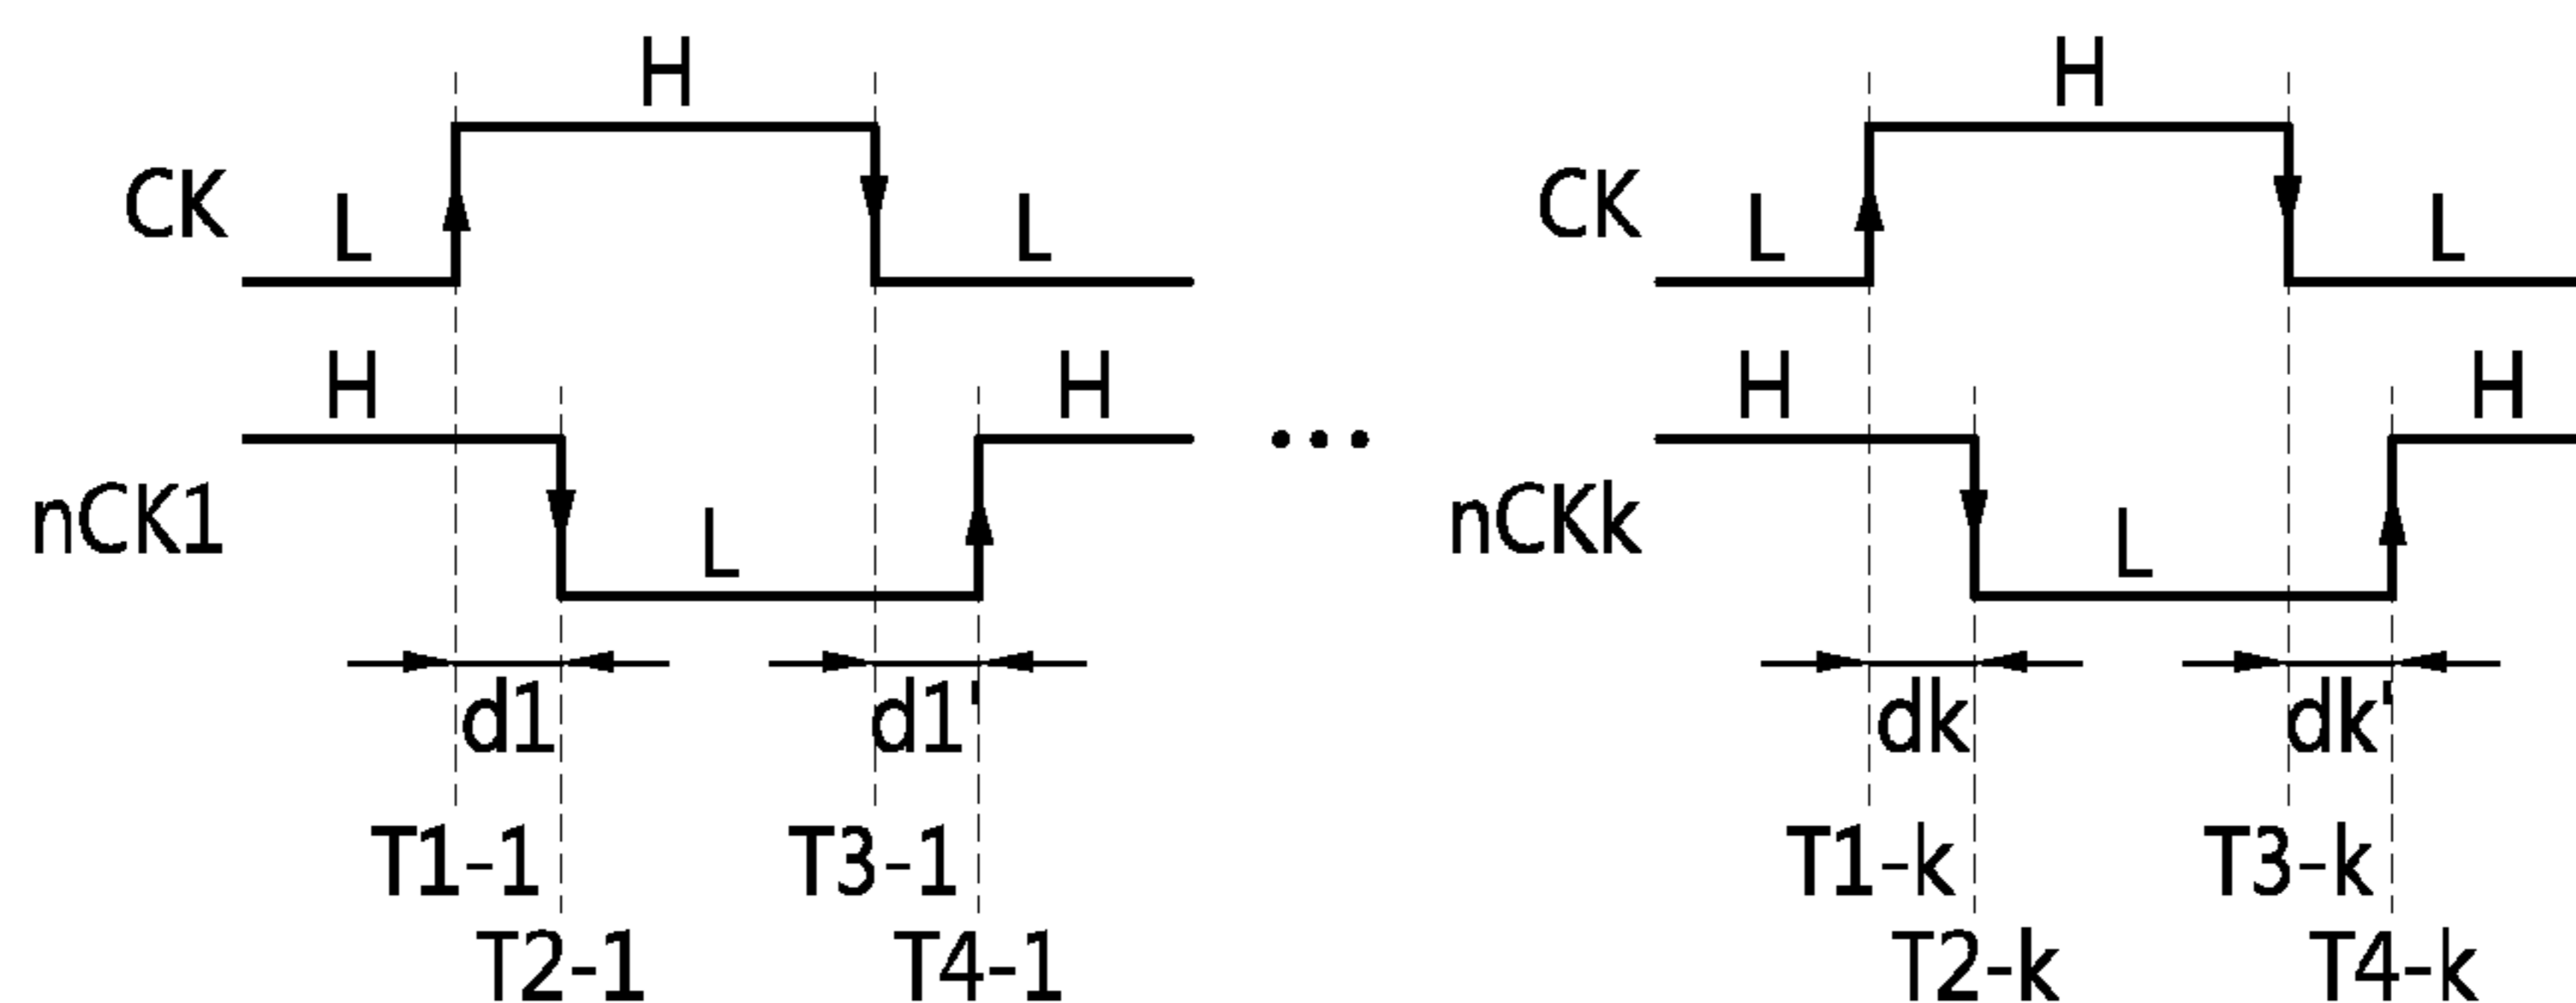 H H
CK L L CK L L
H H H H
nCK1 L nCKk L
d1 d1' dk dk'
T1-1 T3-1 T1-k T3-k
T2-1 T4-1 T2-k T4-k